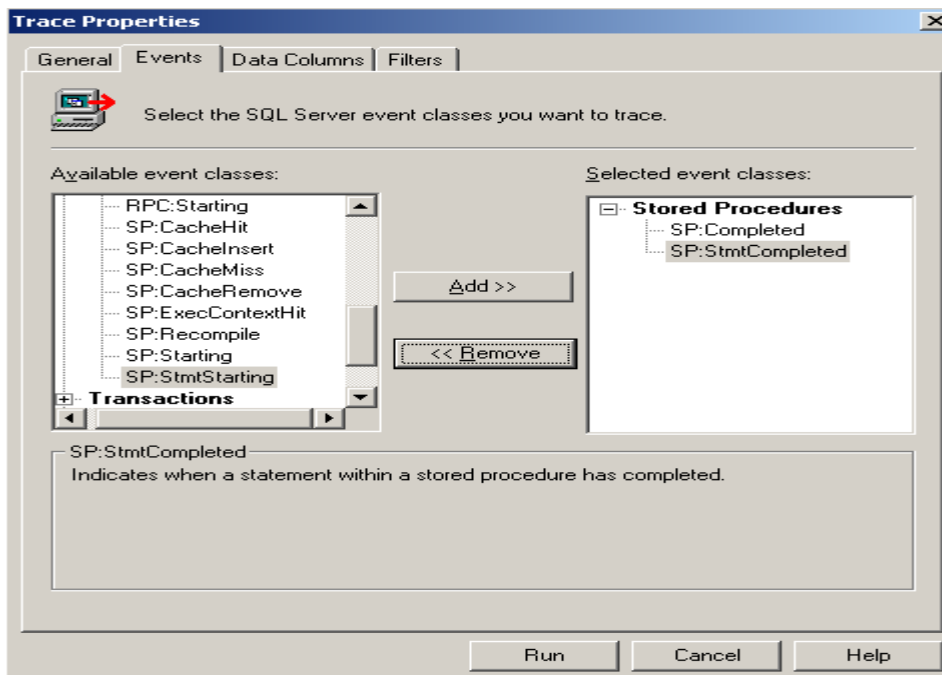 Trace Properties
General Events Data Columns Filters
Select the SQL Server event classes you want to trace.
Available event classes:
RPC:Starting
SP:CacheHit
SP:CacheInsert
SP:CacheMiss
SP:CacheRemove
SP:ExecContextHit
SP:Recompile
SP:Starting
SP:StmtStarting
Transactions
Add >>
<< Remove
Selected event classes:
Stored Procedures
SP:Completed
SP:StmtCompleted
SP:StmtCompleted
Indicates when a statement within a stored procedure has completed.
Run Cancel Help